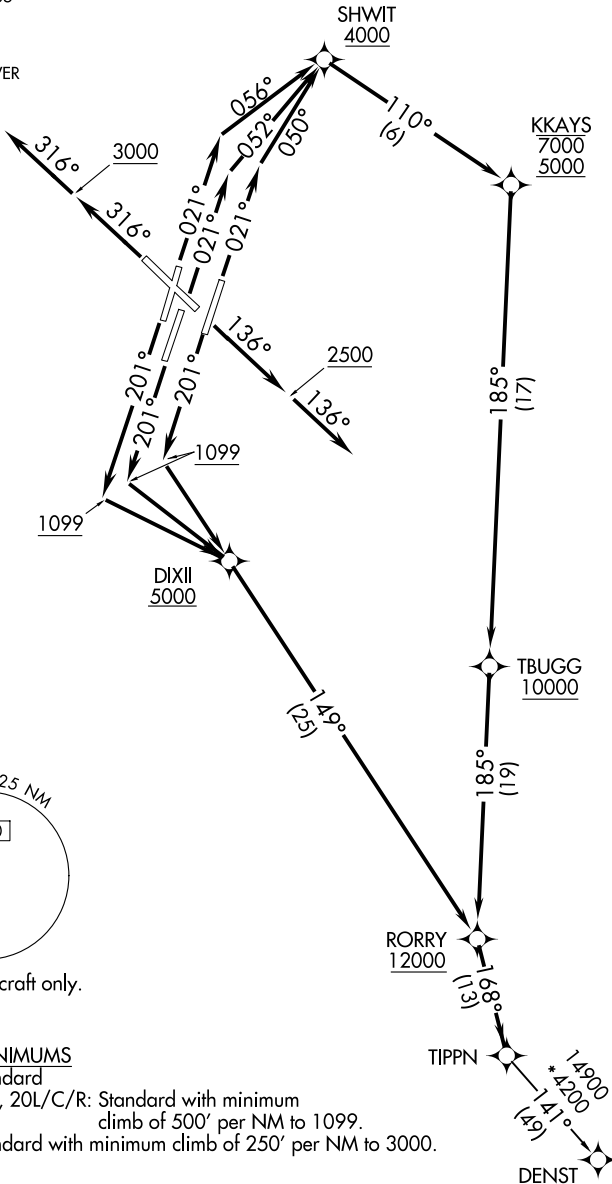 SHWIT
4000
056°
052°
050°
110°
(6)
KKAYS
7000
5000
316°
3000
316°
021°
021°
021°
136°
2500
136°
201°
201°
201°
1099
1099
DIXII
5000
185°
(17)
TBUGG
10000
149°
(25)
185°
(19)
25 NM
RORRY
12000
168°
(13)
TIPPN
14900
*4200
141°
(49)
DENST
craft only.
NIMUMS
ndard
, 20L/C/R: Standard with minimum
climb of 500' per NM to 1099.
ndard with minimum climb of 250' per NM to 3000.